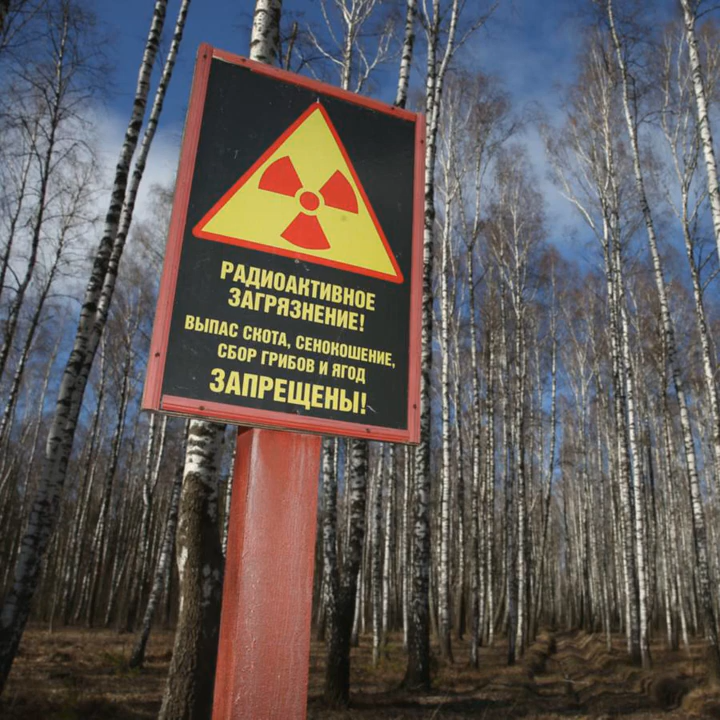 РАДИОАКТИВНОЕ
ЗАГРЯЗНЕНИЕ!
ВЫПАС СКОТА, СЕНОКОШЕНИЕ,
СБОР ГРИБОВ И ЯГОД
ЗАПРЕЩЕНЫ!